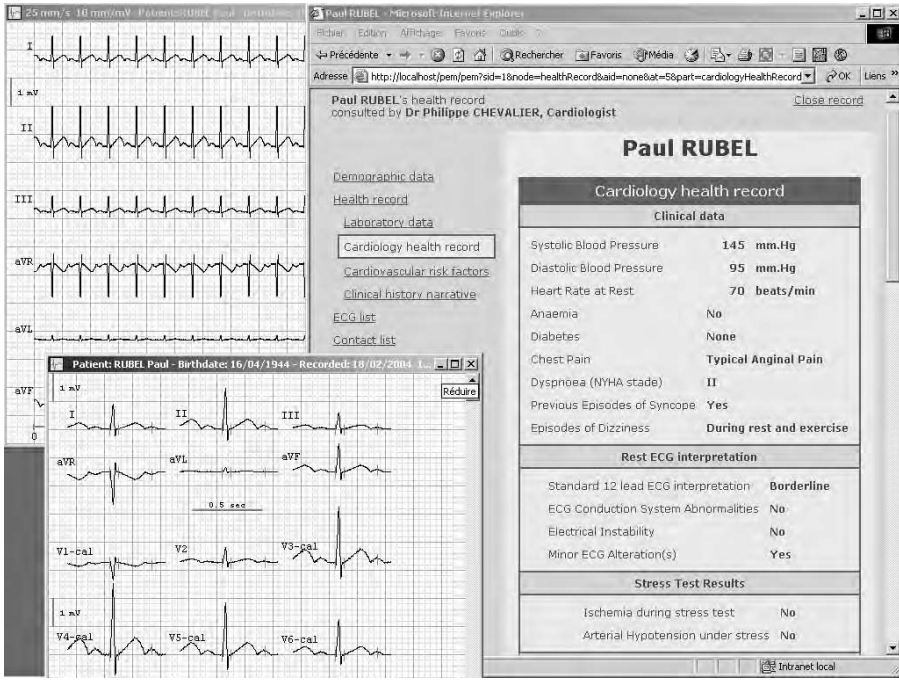 25 mm/s 10 mm/mV Patient:RUBEL Paul
I
1 mV
II
III
aVR
aVL
aVF
0
Paul RUBEL - Microsoft Internet Explorer
Fichier Edition Affichage Favoris Outils ?
Précédente Rechercher Favoris Média
Adresse http://localhost/pem/pem?sid=1&node=healthRecord&aid=none&at=5&part=cardiologyHealthRecord OK Liens »
Paul RUBEL's health record
Close record
consulted by Dr Philippe CHEVALIER, Cardiologist
Demographic data
Health record
Laboratory data
Cardiology health record
Cardiovascular risk factors
Clinical history narrative
ECG list
Contact list
Paul RUBEL
Cardiology health record
Clinical data
Systolic Blood Pressure 145 mm.Hg
Diastolic Blood Pressure 95 mm.Hg
Heart Rate at Rest 70 beats/min
Anaemia No
Diabetes None
Chest Pain Typical Anginal Pain
Dyspnoea (NYHA stade) II
Previous Episodes of Syncope Yes
Episodes of Dizziness During rest and exercise
Rest ECG interpretation
Standard 12 lead ECG interpretation Borderline
ECG Conduction System Abnormalities No
Electrical Instability No
Minor ECG Alteration(s) Yes
Stress Test Results
Ischemia during stress test No
Arterial Hypotension under stress No
Intranet local
Patient: RUBEL Paul - Birthdate: 16/04/1944 - Recorded: 18/02/2004 1...
Réduire
1 mV
I II III
aVR aVL aVF
0.5 sec
V1-cal V2 V3-cal
1 mV
V4-cal V5-cal V6-cal